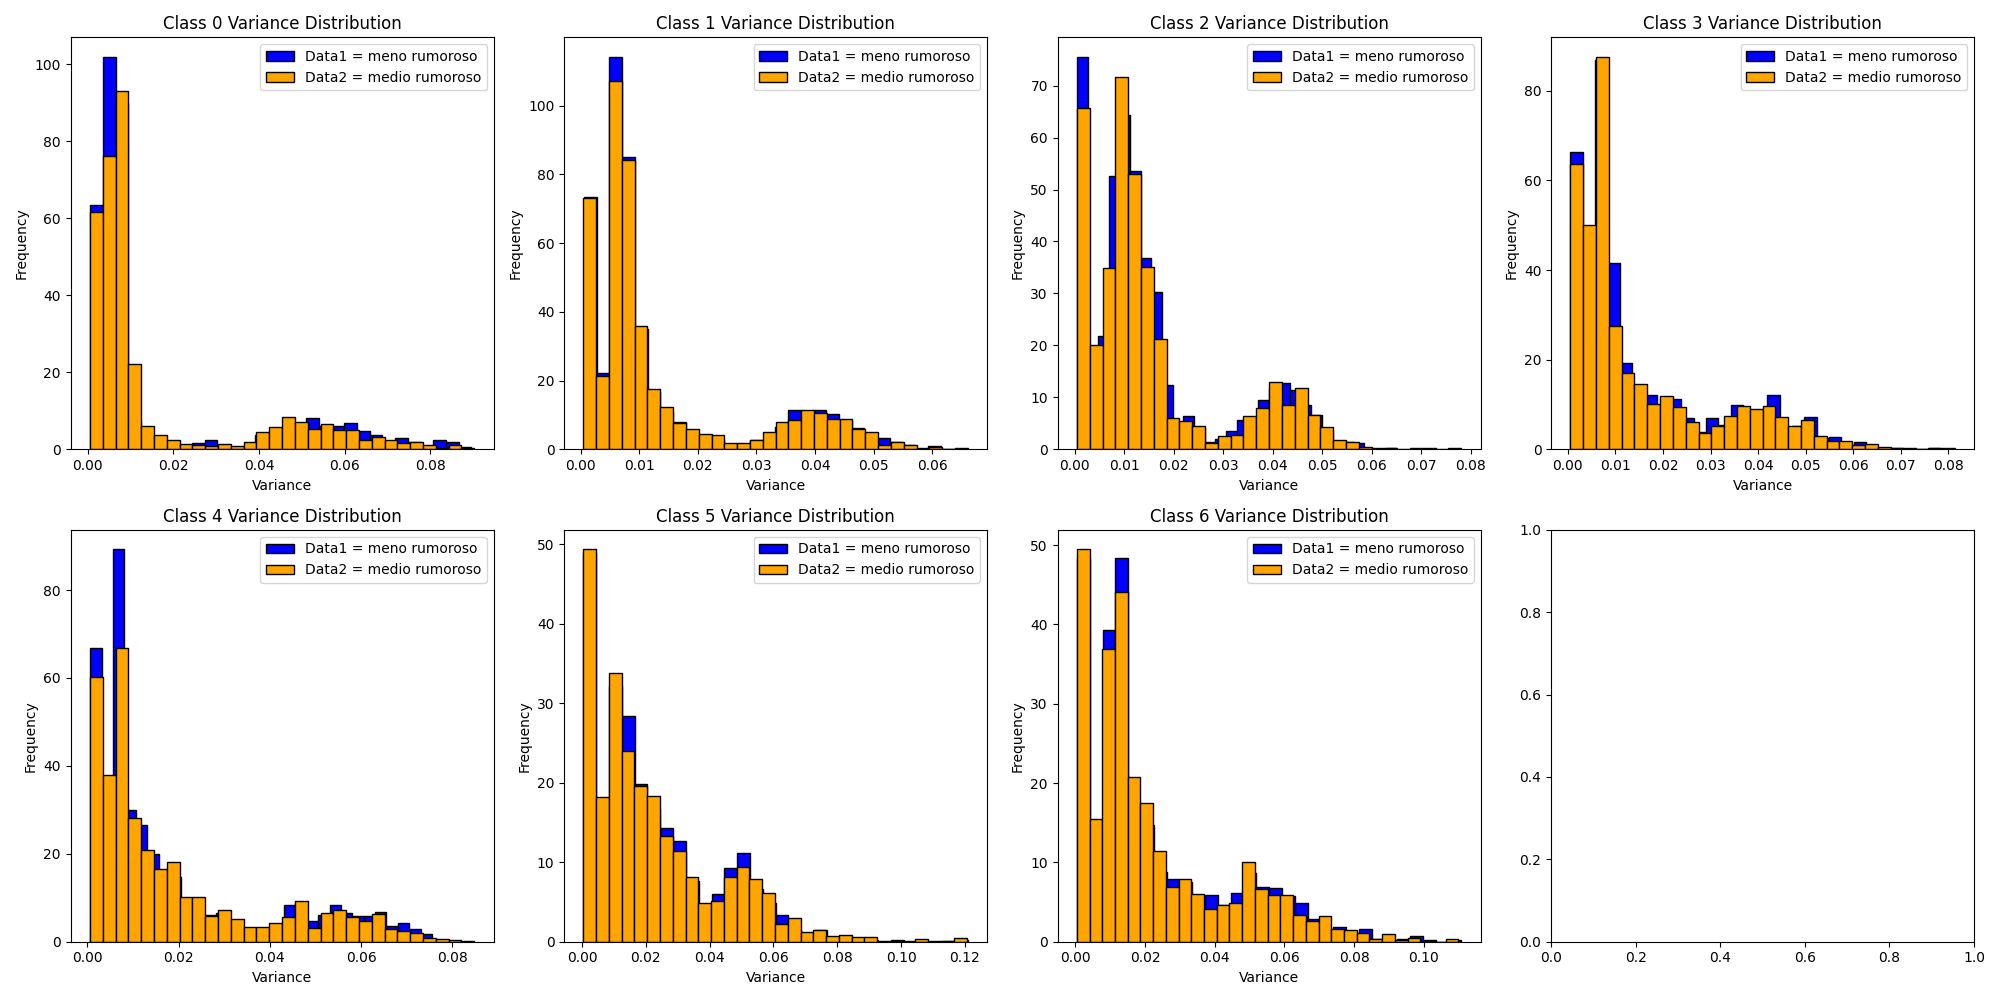 Class 0 Variance Distribution
Frequency
100
80
60
40
20
0
Data1 = meno rumoroso
Data2 = medio rumoroso
0.00 0.02 0.04 0.06 0.08
Variance
Class 1 Variance Distribution
Frequency
100
80
60
40
20
0
Data1 = meno rumoroso
Data2 = medio rumoroso
0.00 0.01 0.02 0.03 0.04 0.05 0.06
Variance
Class 2 Variance Distribution
Frequency
70
60
50
40
30
20
10
0
Data1 = meno rumoroso
Data2 = medio rumoroso
0.00 0.01 0.02 0.03 0.04 0.05 0.06 0.07 0.08
Variance
Class 3 Variance Distribution
Frequency
80
60
40
20
0
Data1 = meno rumoroso
Data2 = medio rumoroso
0.00 0.01 0.02 0.03 0.04 0.05 0.06 0.07 0.08
Variance
Class 4 Variance Distribution
Frequency
80
60
40
20
0
Data1 = meno rumoroso
Data2 = medio rumoroso
0.00 0.02 0.04 0.06 0.08
Variance
Class 5 Variance Distribution
Frequency
50
40
30
20
10
0
Data1 = meno rumoroso
Data2 = medio rumoroso
0.00 0.02 0.04 0.06 0.08 0.10 0.12
Variance
Class 6 Variance Distribution
Frequency
50
40
30
20
10
0
Data1 = meno rumoroso
Data2 = medio rumoroso
0.00 0.02 0.04 0.06 0.08 0.10
Variance
1.0
0.8
0.6
0.4
0.2
0.0
0.0 0.2 0.4 0.6 0.8 1.0